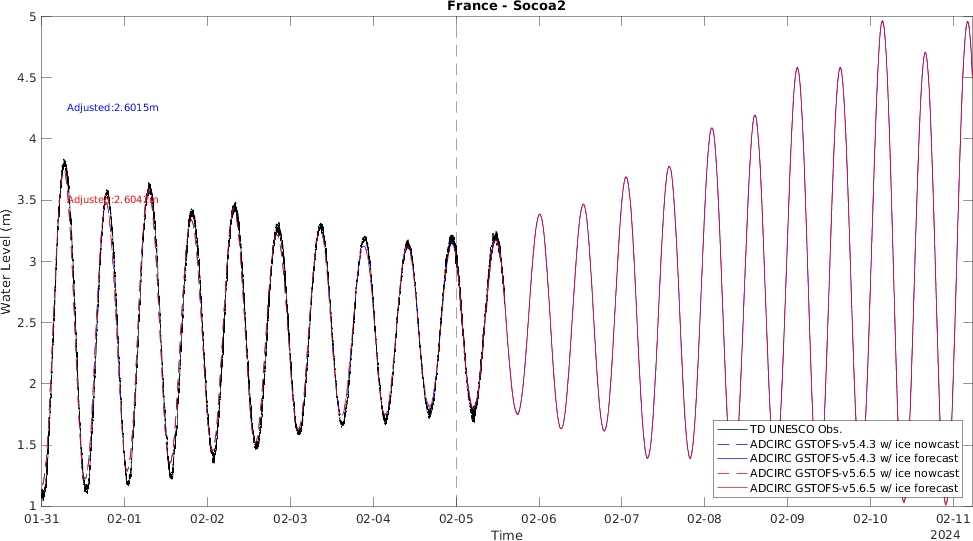 France - Socoa2
5
4.5
4
3.5
3
2.5
2
1.5
1
Water Level (m)
Adjusted:2.6015m
Adjusted:2.6041m
TD UNESCO Obs.
ADCIRC GSTOFS-v5.4.3 w/ ice nowcast
ADCIRC GSTOFS-v5.4.3 w/ ice forecast
ADCIRC GSTOFS-v5.6.5 w/ ice nowcast
ADCIRC GSTOFS-v5.6.5 w/ ice forecast
01-31 02-01 02-02 02-03 02-04 02-05 02-06 02-07 02-08 02-09 02-10 02-11
Time
2024